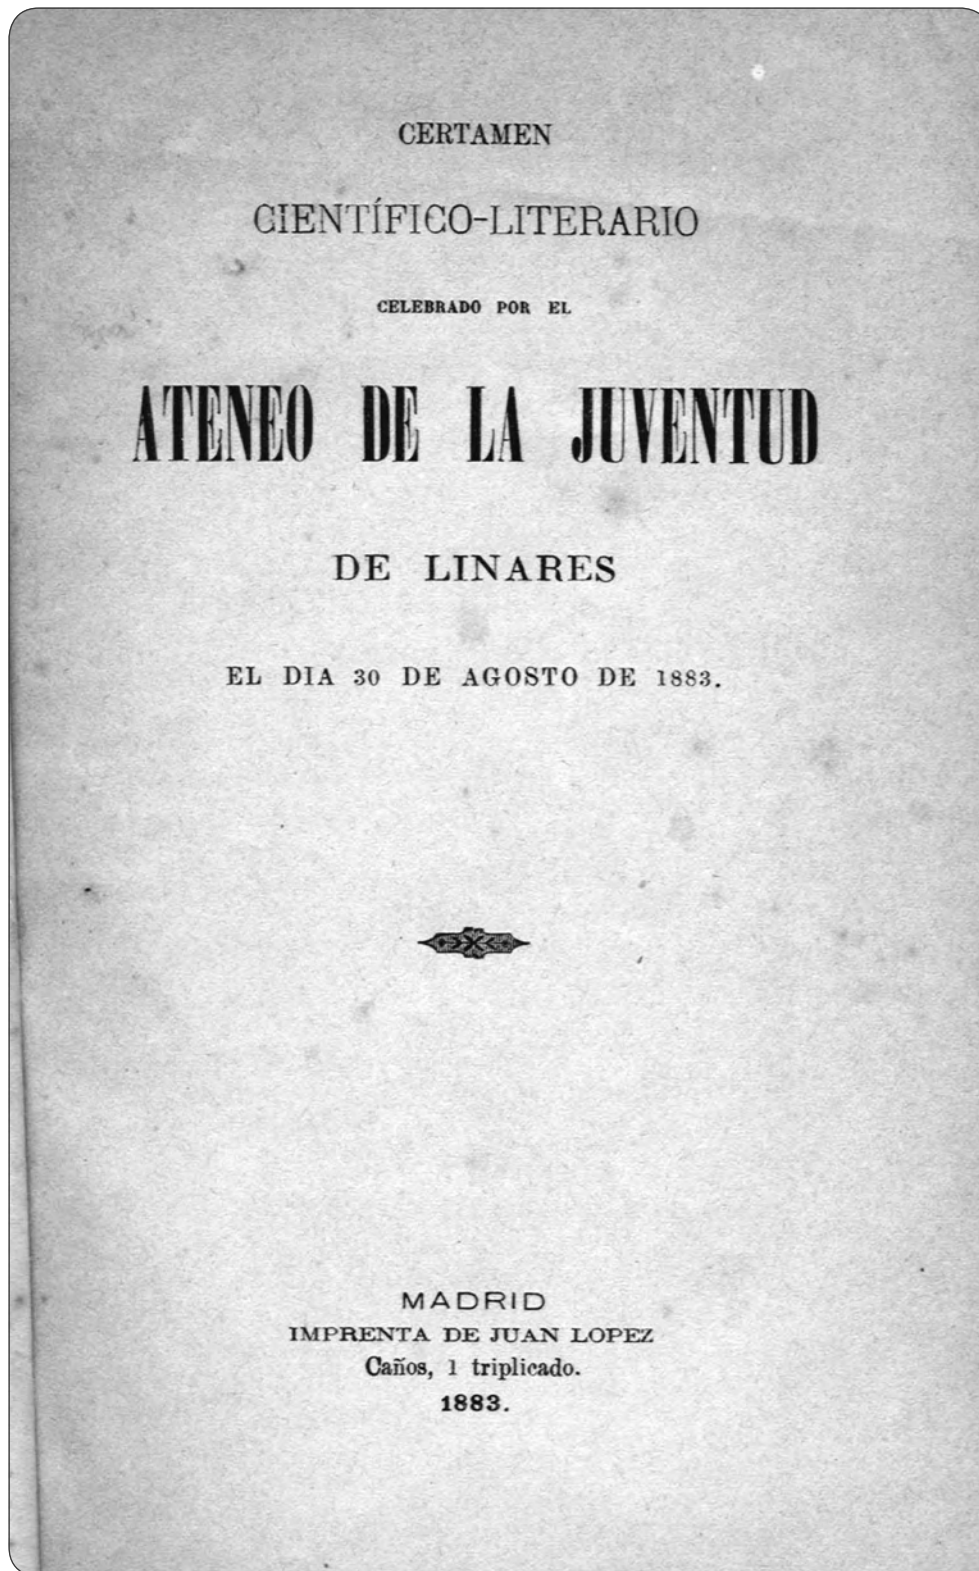 CERTAMEN
CIENTÍFICO-LITERARIO
CELEBRADO POR EL
ATENEO DE LA JUVENTUD
DE LINARES
EL DIA 30 DE AGOSTO DE 1883.
MADRID
IMPRENTA DE JUAN LOPEZ
Caños, 1 triplicado.
1883.